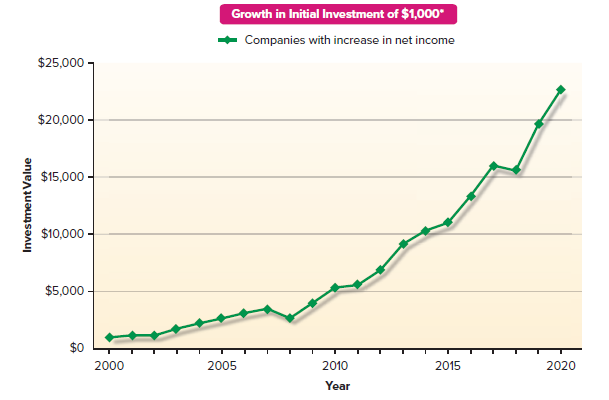 Growth in Initial Investment of $1,000*
Companies with increase in net income
$25,000
$20,000
$15,000
$10,000
$5,000
$0
Investment Value
2000 2005 2010 2015 2020
Year